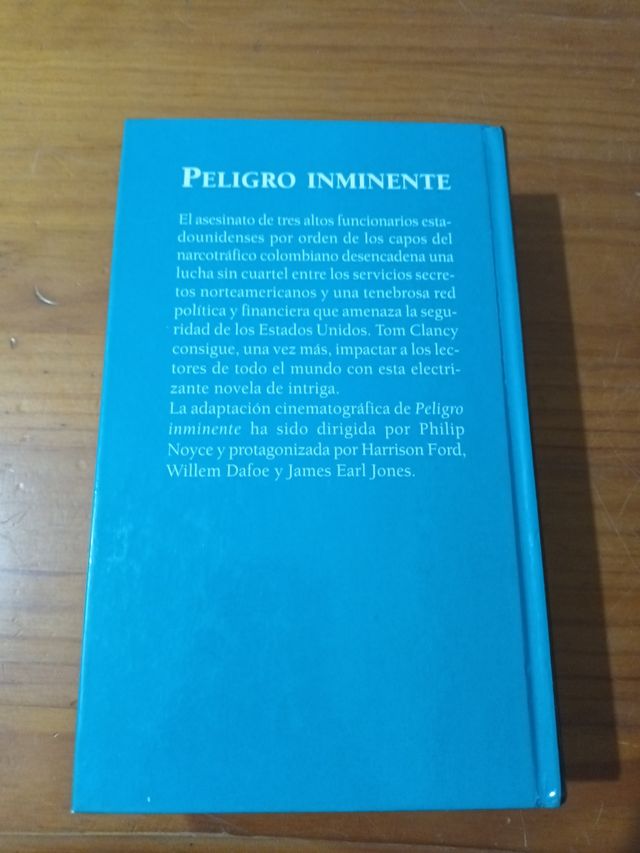 PELIGRO INMINENTE
El asesinato de tres altos funcionarios esta-
dounidenses por orden de los capos del
narcotráfico colombiano desencadena una
lucha sin cuartel entre los servicios secre-
tos norteamericanos y una tenebrosa red
política y financiera que amenaza la segu-
ridad de los Estados Unidos. Tom Clancy
consigue, una vez más, impactar a los lec-
tores de todo el mundo con esta electri-
zante novela de intriga.
La adaptación cinematográfica de Peligro
inminente ha sido dirigida por Philip
Noyce y protagonizada por Harrison Ford,
Willem Dafoe y James Earl Jones.